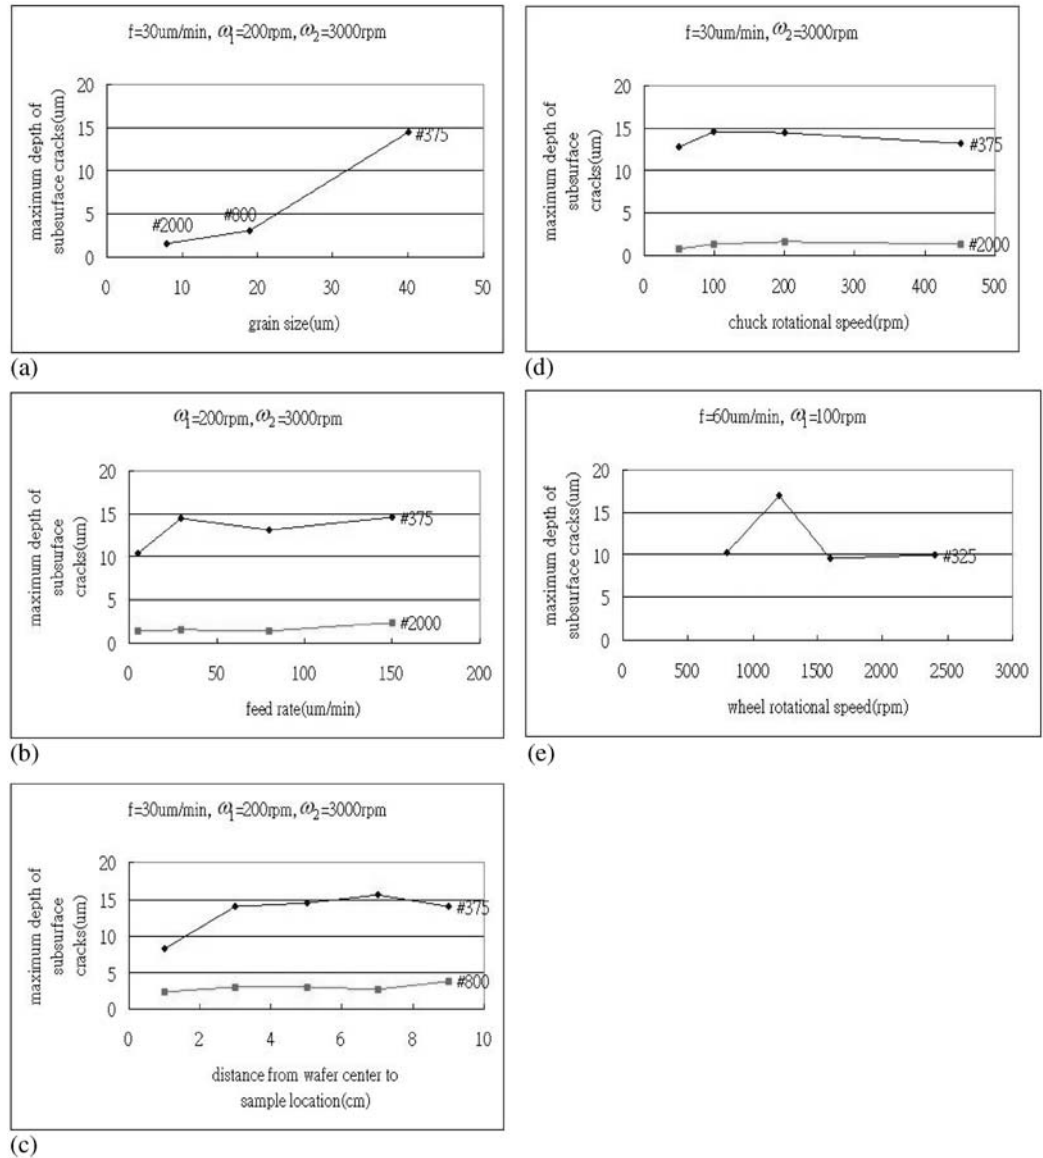 f=30um/min, ω1=200rpm, ω2=3000rpm
maximum depth of
subsurface cracks(um)
20
15
10
5
0
#2000
#800
#375
0 10 20 30 40 50
grain size(um)
(a)
ω1=200rpm, ω2=3000rpm
maximum depth of
subsurface
cracks(um)
20
15
10
5
0
#375
#2000
0 50 100 150 200
feed rate(um/min)
(b)
f=30um/min, ω1=200rpm, ω2=3000rpm
maximum depth of
subsurface
cracks(um)
20
15
10
5
0
#375
#800
0 2 4 6 8 10
distance from wafer center to
sample location(cm)
(c)
f=30um/min, ω2=3000rpm
maximum depth of
subsurface
cracks(um)
20
15
10
5
0
#375
#2000
0 100 200 300 400 500
chuck rotational speed(rpm)
(d)
f=60um/min, ω1=100rpm
maximum depth of
subsurface cracks(um)
20
15
10
5
0
#325
0 500 1000 1500 2000 2500 3000
wheel rotational speed(rpm)
(e)